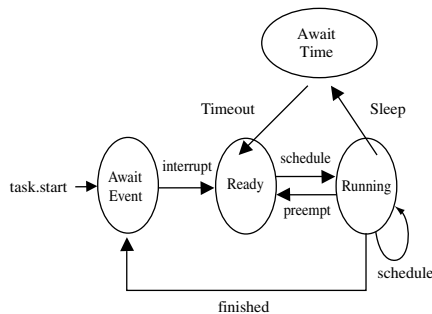 Await
Time
Timeout
Sleep
task.start
Await
Event
interrupt
Ready
schedule
preempt
Running
schedule
finished